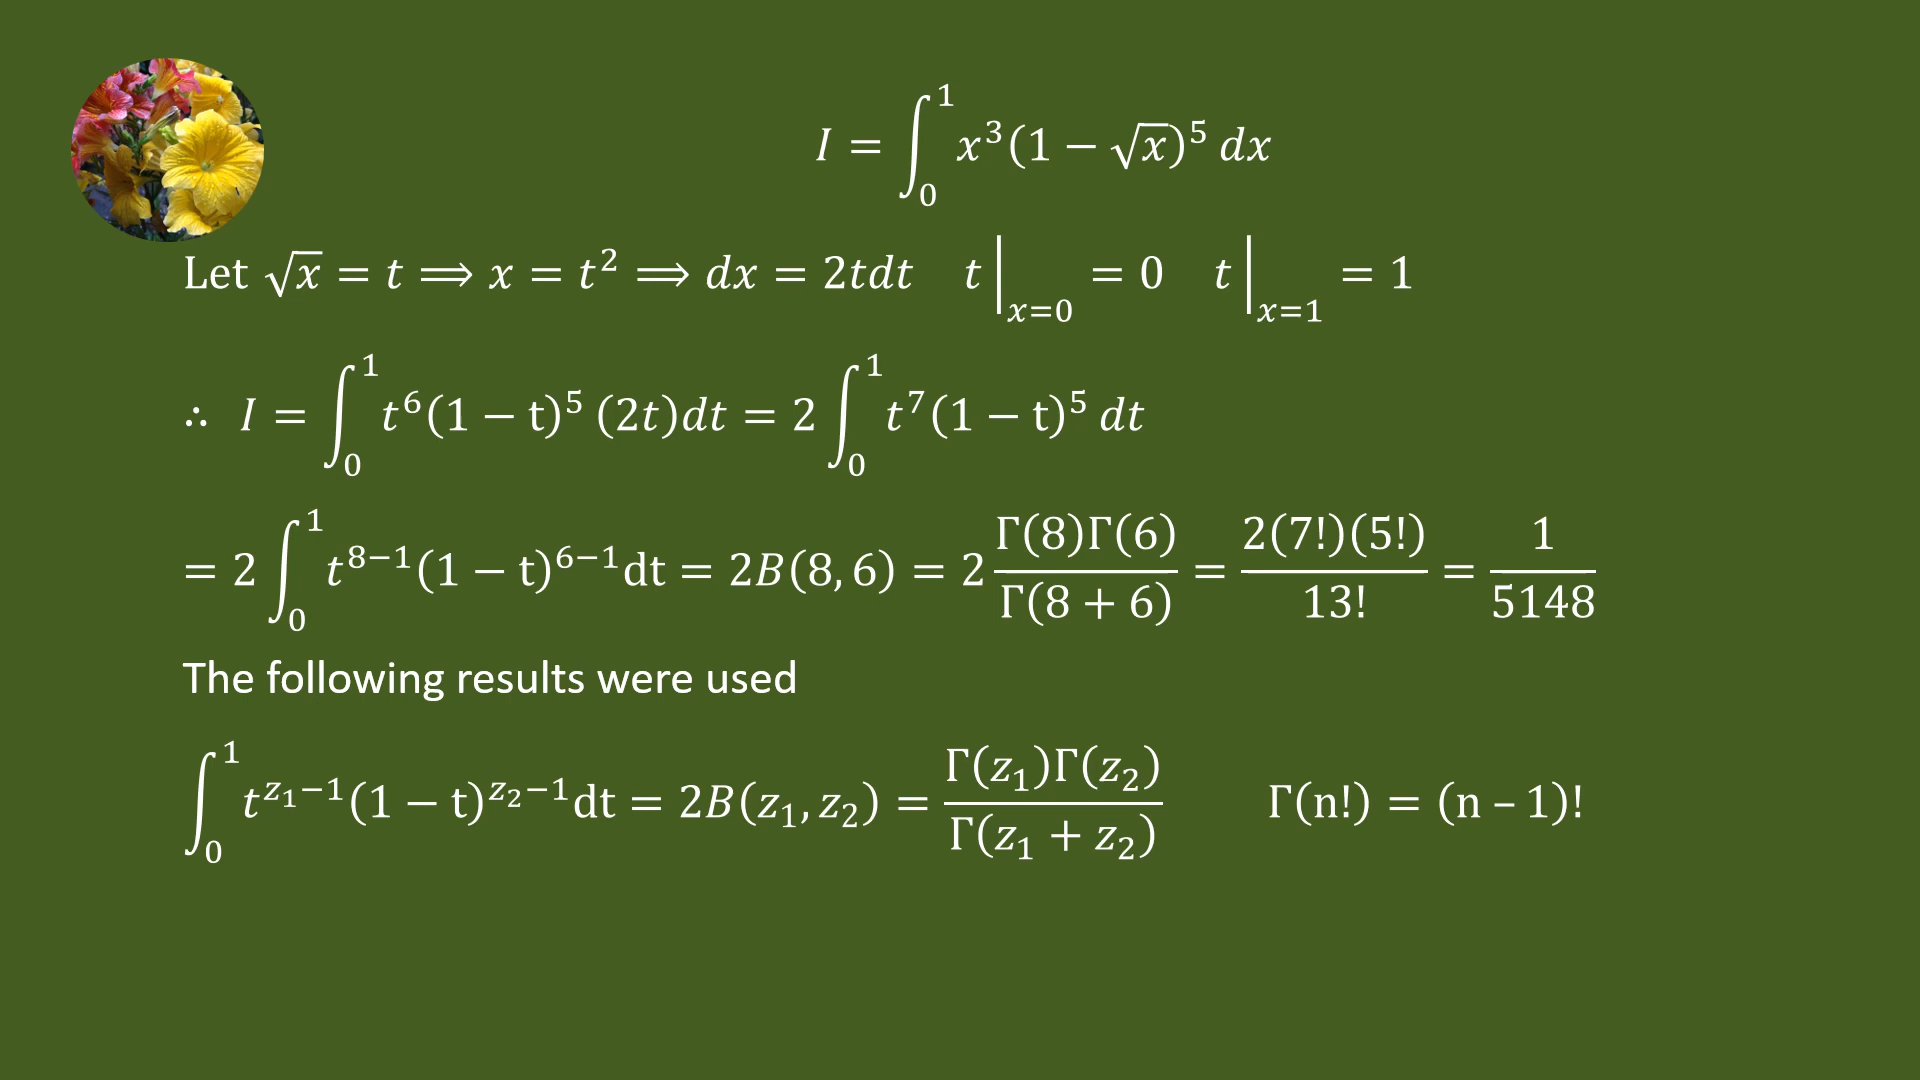 I = ∫₀¹ x³(1 − √x)⁵ dx
Let √x = t ⟹ x = t² ⟹ dx = 2tdt t|ₓ₌₀ = 0 t|ₓ₌₁ = 1
∴ I = ∫₀¹ t⁶(1 − t)⁵ (2t)dt = 2 ∫₀¹ t⁷(1 − t)⁵ dt
= 2 ∫₀¹ t⁸⁻¹(1 − t)⁶⁻¹dt = 2B(8, 6) = 2 Γ(8)Γ(6)/Γ(8 + 6) = 2(7!)(5!)/13! = 1/5148
The following results were used
∫₀¹ t^(z₁−1)(1 − t)^(z₂−1)dt = 2B(z₁, z₂) = Γ(z₁)Γ(z₂)/Γ(z₁ + z₂) Γ(n!) = (n – 1)!